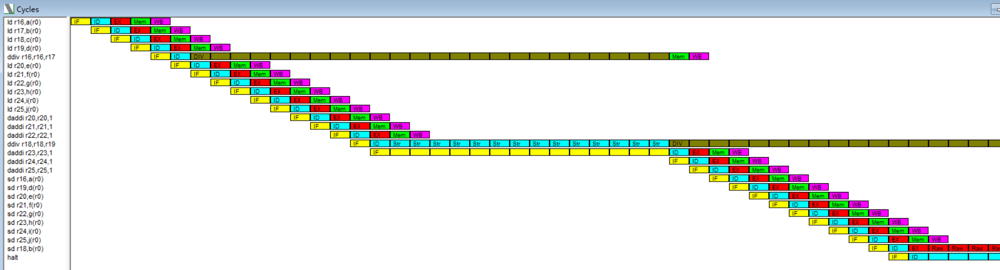 Cycles
ld r16,a(r0) IF ID EX Mem WB
ld r17,b(r0) IF ID EX Mem WB
ld r18,c(r0) IF ID EX Mem WB
ld r19,d(r0) IF ID EX Mem WB
ddiv r16,r16,r17 IF ID DIV Mem WB
ld r20,e(r0) IF ID EX Mem WB
ld r21,f(r0) IF ID EX Mem WB
ld r22,g(r0) IF ID EX Mem WB
ld r23,h(r0) IF ID EX Mem WB
ld r24,i(r0) IF ID EX Mem WB
ld r25,j(r0) IF ID EX Mem WB
daddi r20,r20,1 IF ID EX Mem WB
daddi r21,r21,1 IF ID EX Mem WB
daddi r22,r22,1 IF ID EX Mem WB
ddiv r18,r18,r19 IF ID Str Str Str Str Str Str Str Str Str Str Str Str Str Str DIV
daddi r23,r23,1 IF ID EX Mem WB
daddi r24,r24,1 IF ID EX Mem WB
daddi r25,r25,1 IF ID EX Mem WB
sd r16,a(r0) IF ID EX Mem WB
sd r19,d(r0) IF ID EX Mem WB
sd r20,e(r0) IF ID EX Mem WB
sd r21,f(r0) IF ID EX Mem WB
sd r22,g(r0) IF ID EX Mem WB
sd r23,h(r0) IF ID EX Mem WB
sd r24,i(r0) IF ID EX Mem WB
sd r25,j(r0) IF ID EX Mem WB
sd r18,b(r0) IF ID EX Raw Raw Raw Ra
halt IF ID